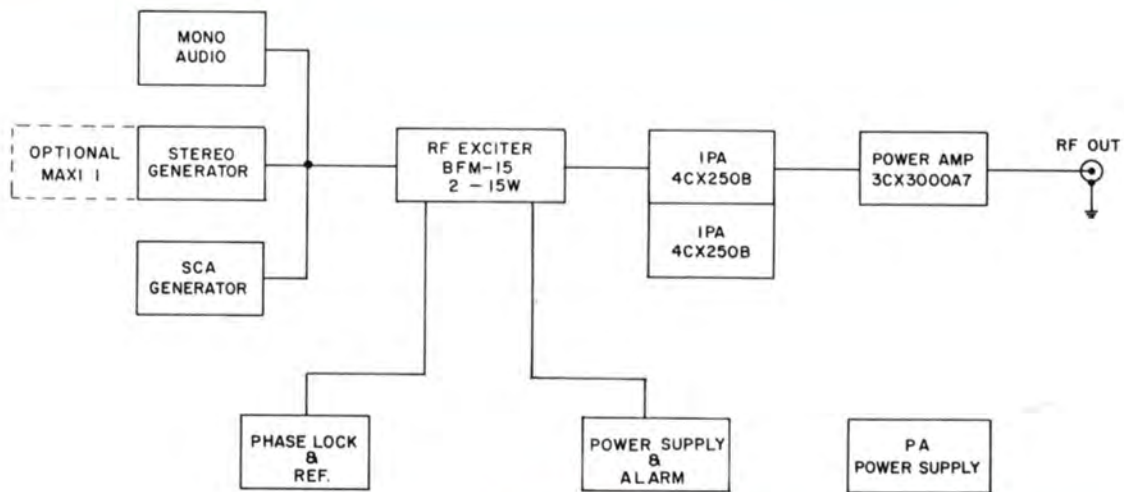 MONO
AUDIO
OPTIONAL
MAXI I
STEREO
GENERATOR
SCA
GENERATOR
RF EXCITER
BFM-15
2 -15W
IPA
4CX250B
IPA
4CX250B
POWER AMP
3CX3000A7
RF OUT
PHASE LOCK
&
REF.
POWER SUPPLY
&
ALARM
PA
POWER SUPPLY